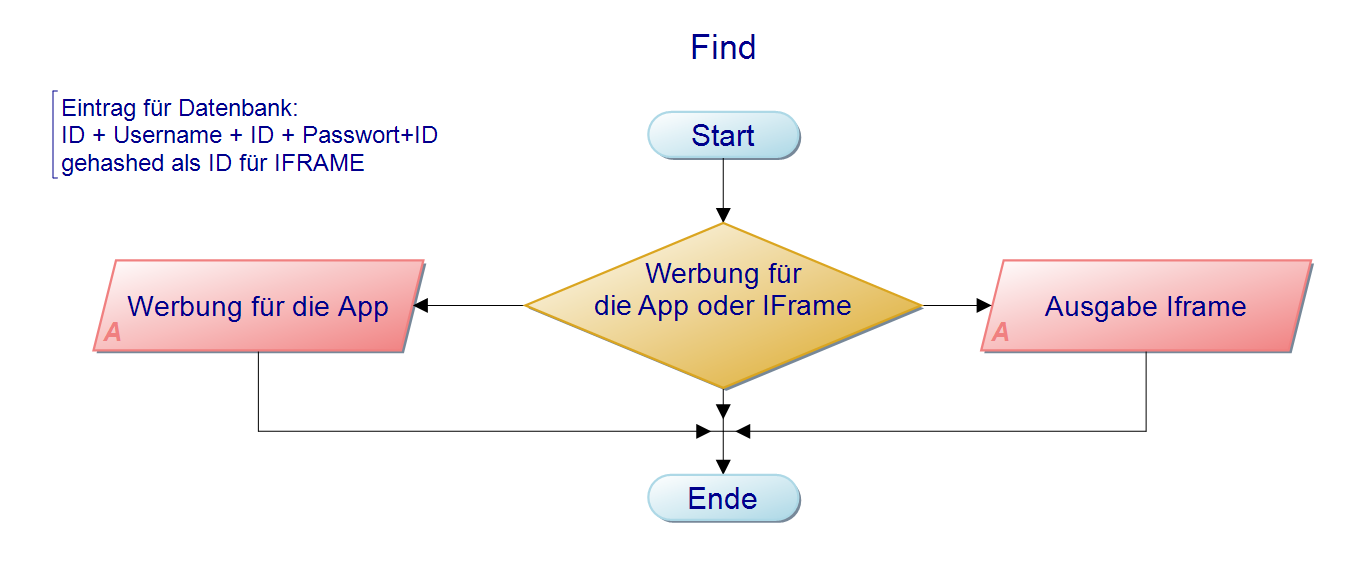 Find
Eintrag für Datenbank:
ID + Username + ID + Passwort+ID
gehashed als ID für IFRAME
Start
Werbung für
die App oder IFrame
Werbung für die App
A
Ausgabe Iframe
A
Ende